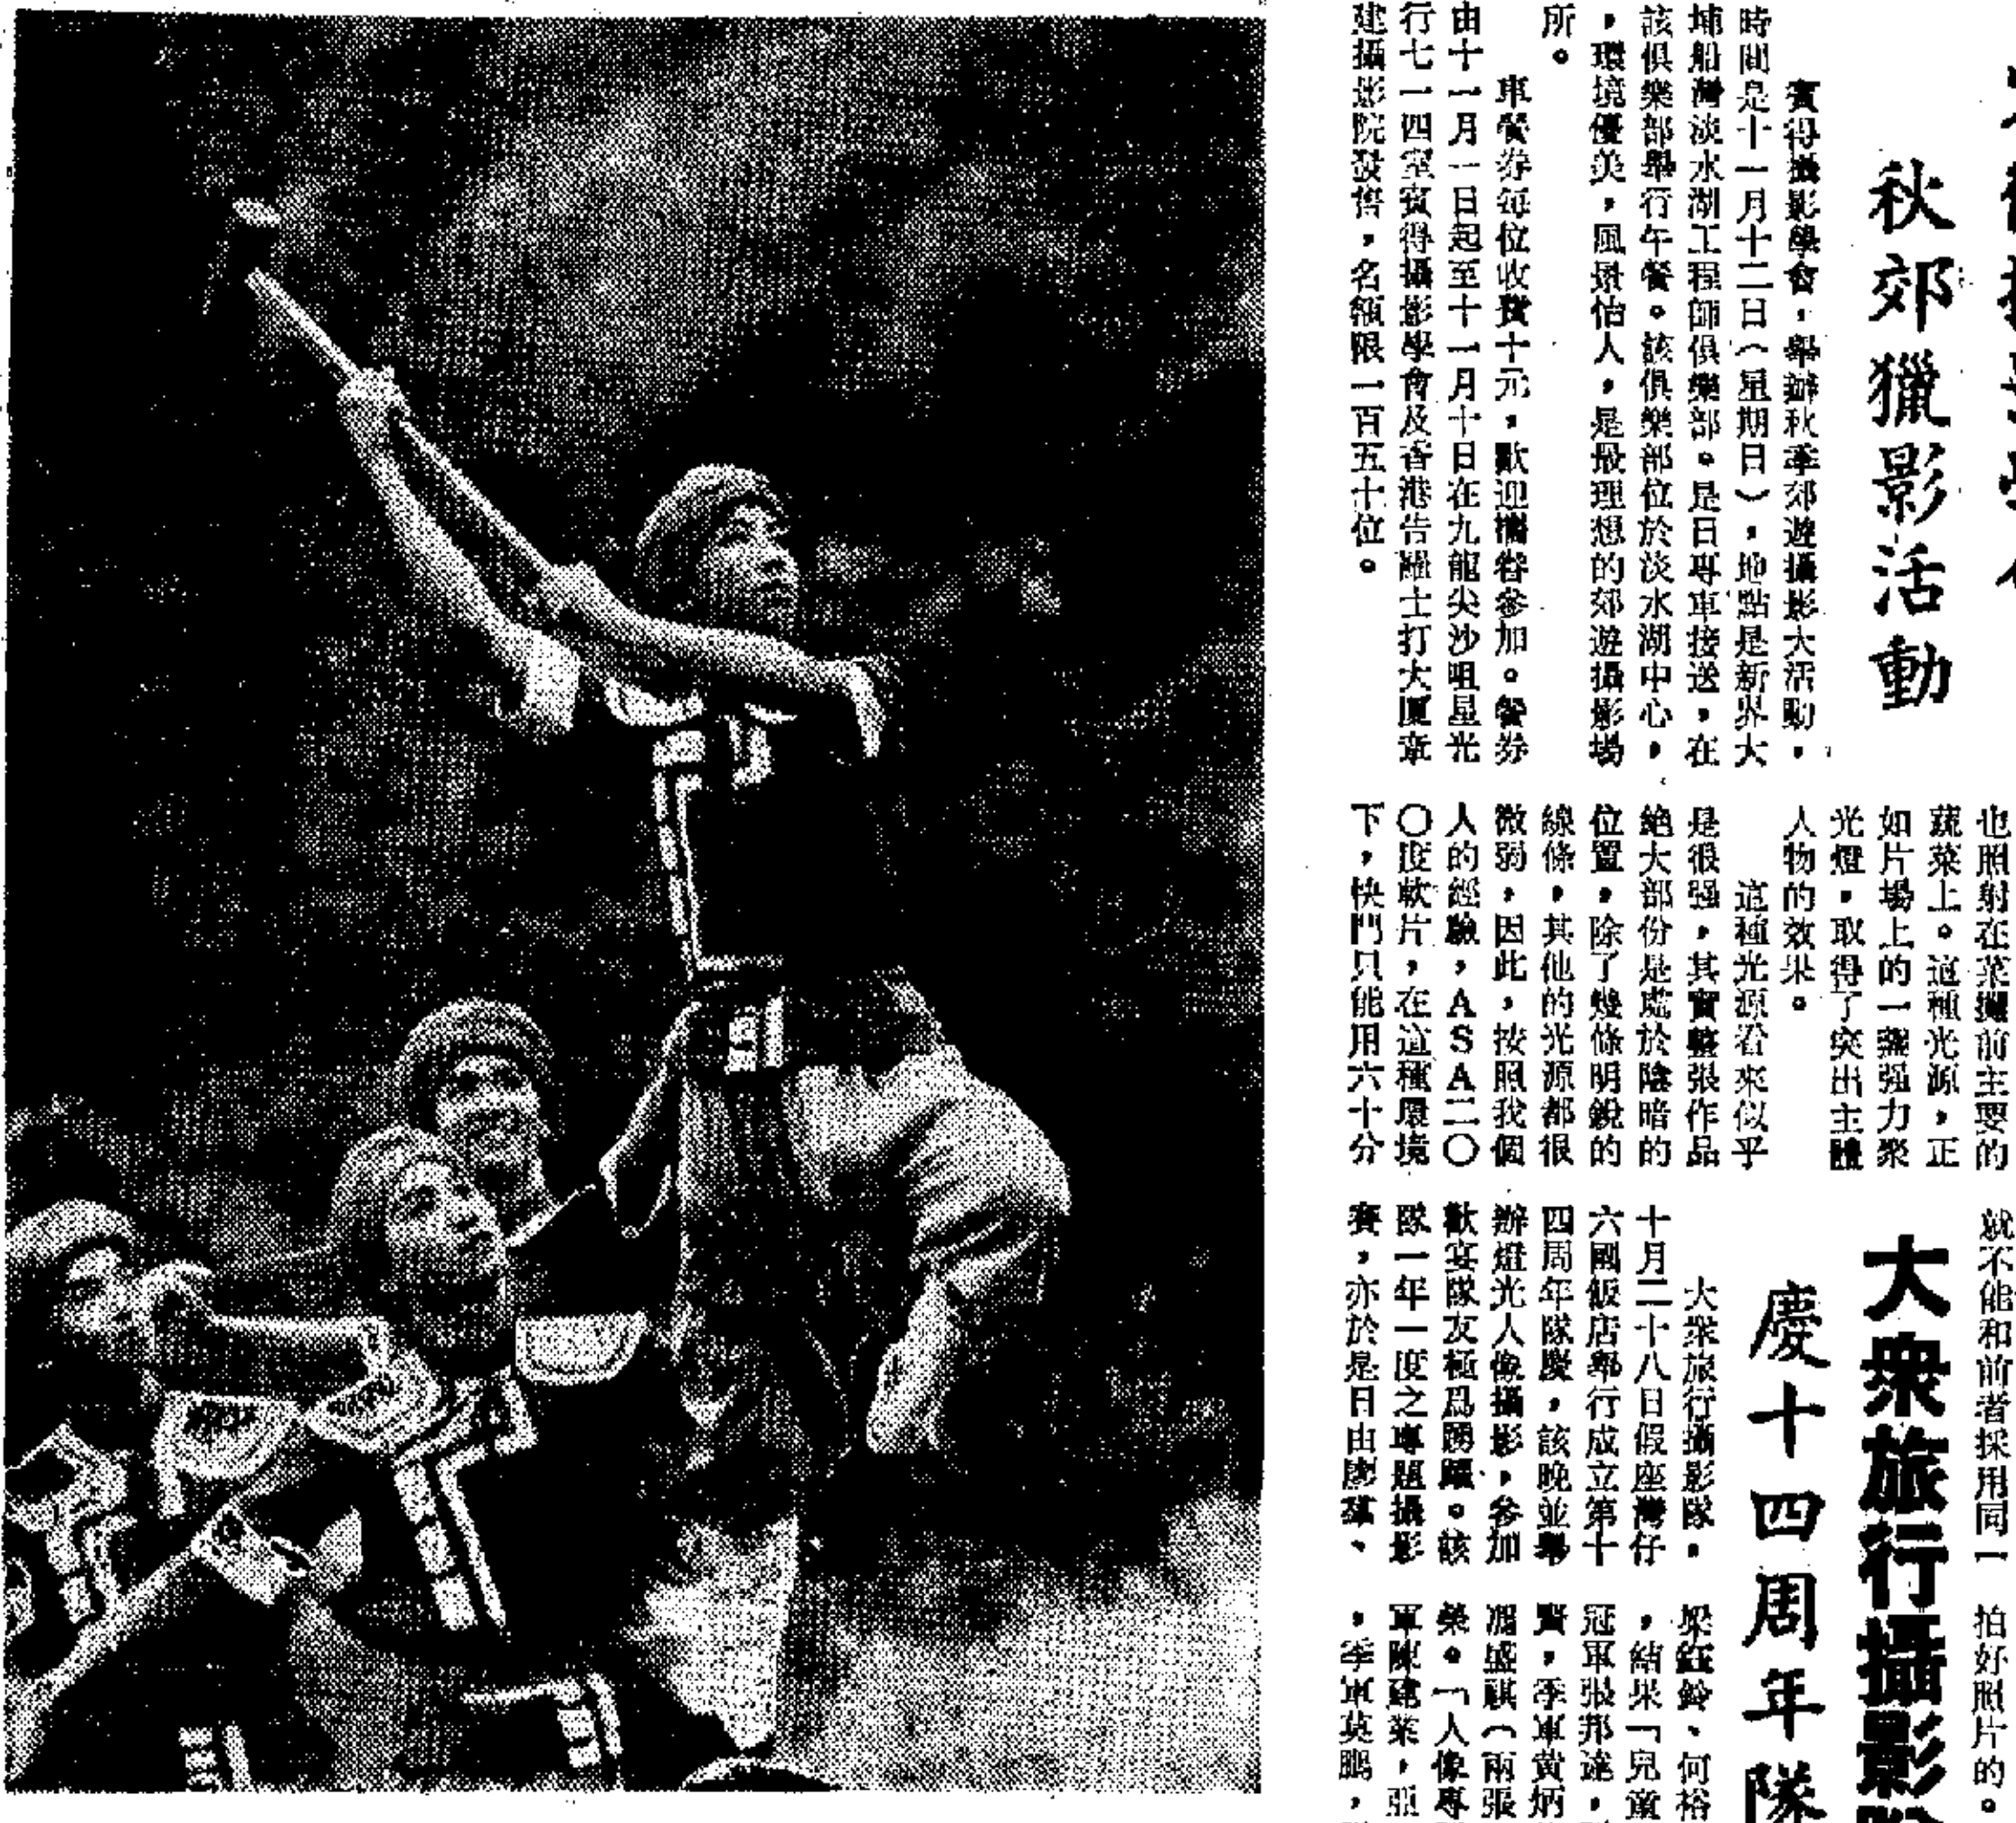 秋郊獵影活動
賓得攝影學會，舉辦秋季郊遊攝影大活動，
時間是十一月十二日（星期日），地點是新界大
埔船灣淡水湖工程師俱樂部。是日專車接送，在
該俱樂部舉行午餐。該俱樂部位於淡水湖中心，
，環境優美，風景怡人，是最理想的郊遊攝影場
所。
車餐券每位收費十元，歡迎攜眷參加。餐券
由十一月一日起至十一月十日在九龍尖沙咀星光
行七一四室賓得攝影學會及香港告羅士打大厦章
建攝影院發售，名額限一百五十位。
也照射在菜攤前主要的
蔬菜上。這種光源，正
如片場上的一盞强力聚
光燈，取得了突出主體
人物的效果。
這種光源看來似乎
是很强，其實整張作品
絶大部份是處於陰暗的
位置，除了幾條明銳的
線條，其他的光源都很
微弱，因此，按照我個
人的經驗，ASA二〇
〇度軟片，在這種環境
下，快門只能用六十分
就不能和前者採用同一
拍好照片的。
大衆旅行攝影隊
慶十四周年隊
大衆旅行攝影隊，
十月二十八日假座灣仔
六國飯店舉行成立第十
四周年隊慶，該晚並舉
辦燈光人像攝影，參加
歡宴隊友極爲踴躍。該
隊一年一度之專題攝影
賽，亦於是日由廖羣、
梁鈺鈴、何裕
，結果「兒童
冠軍張邦達，
賢，季軍黃炳
馮盛祺（兩張
榮。「人像專
軍陳建業，亞
，季軍莫鵬，